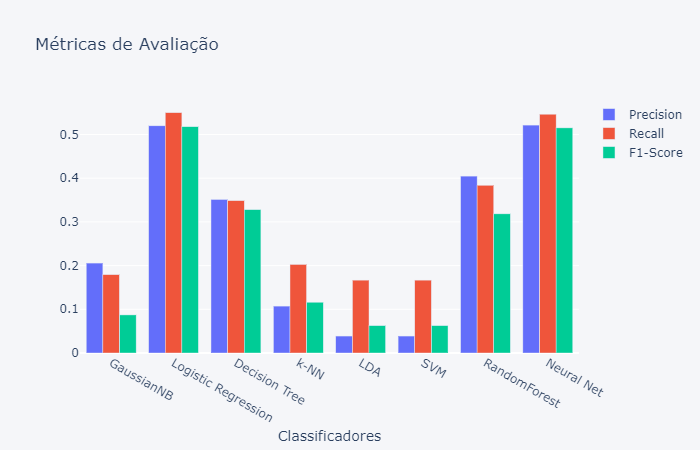 Métricas de Avaliação
Precision
Recall
F1-Score
0.5
0.4
0.3
0.2
0.1
0
GaussianNB
Logistic Regression
Decision Tree
k-NN
LDA
SVM
RandomForest
Neural Net
Classificadores